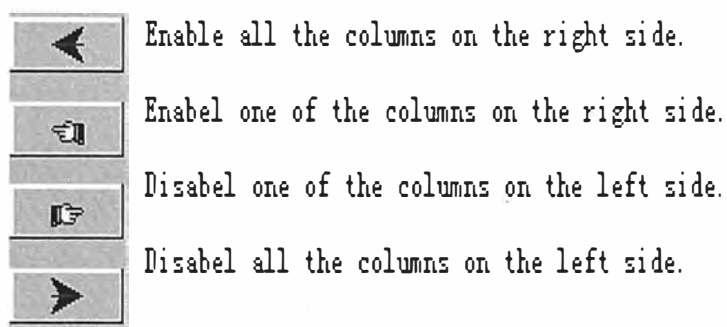 Enable all the columns on the right side.
Enabel one of the columns on the right side.
Disabel one of the columns on the left side.
Disabel all the columns on the left side.